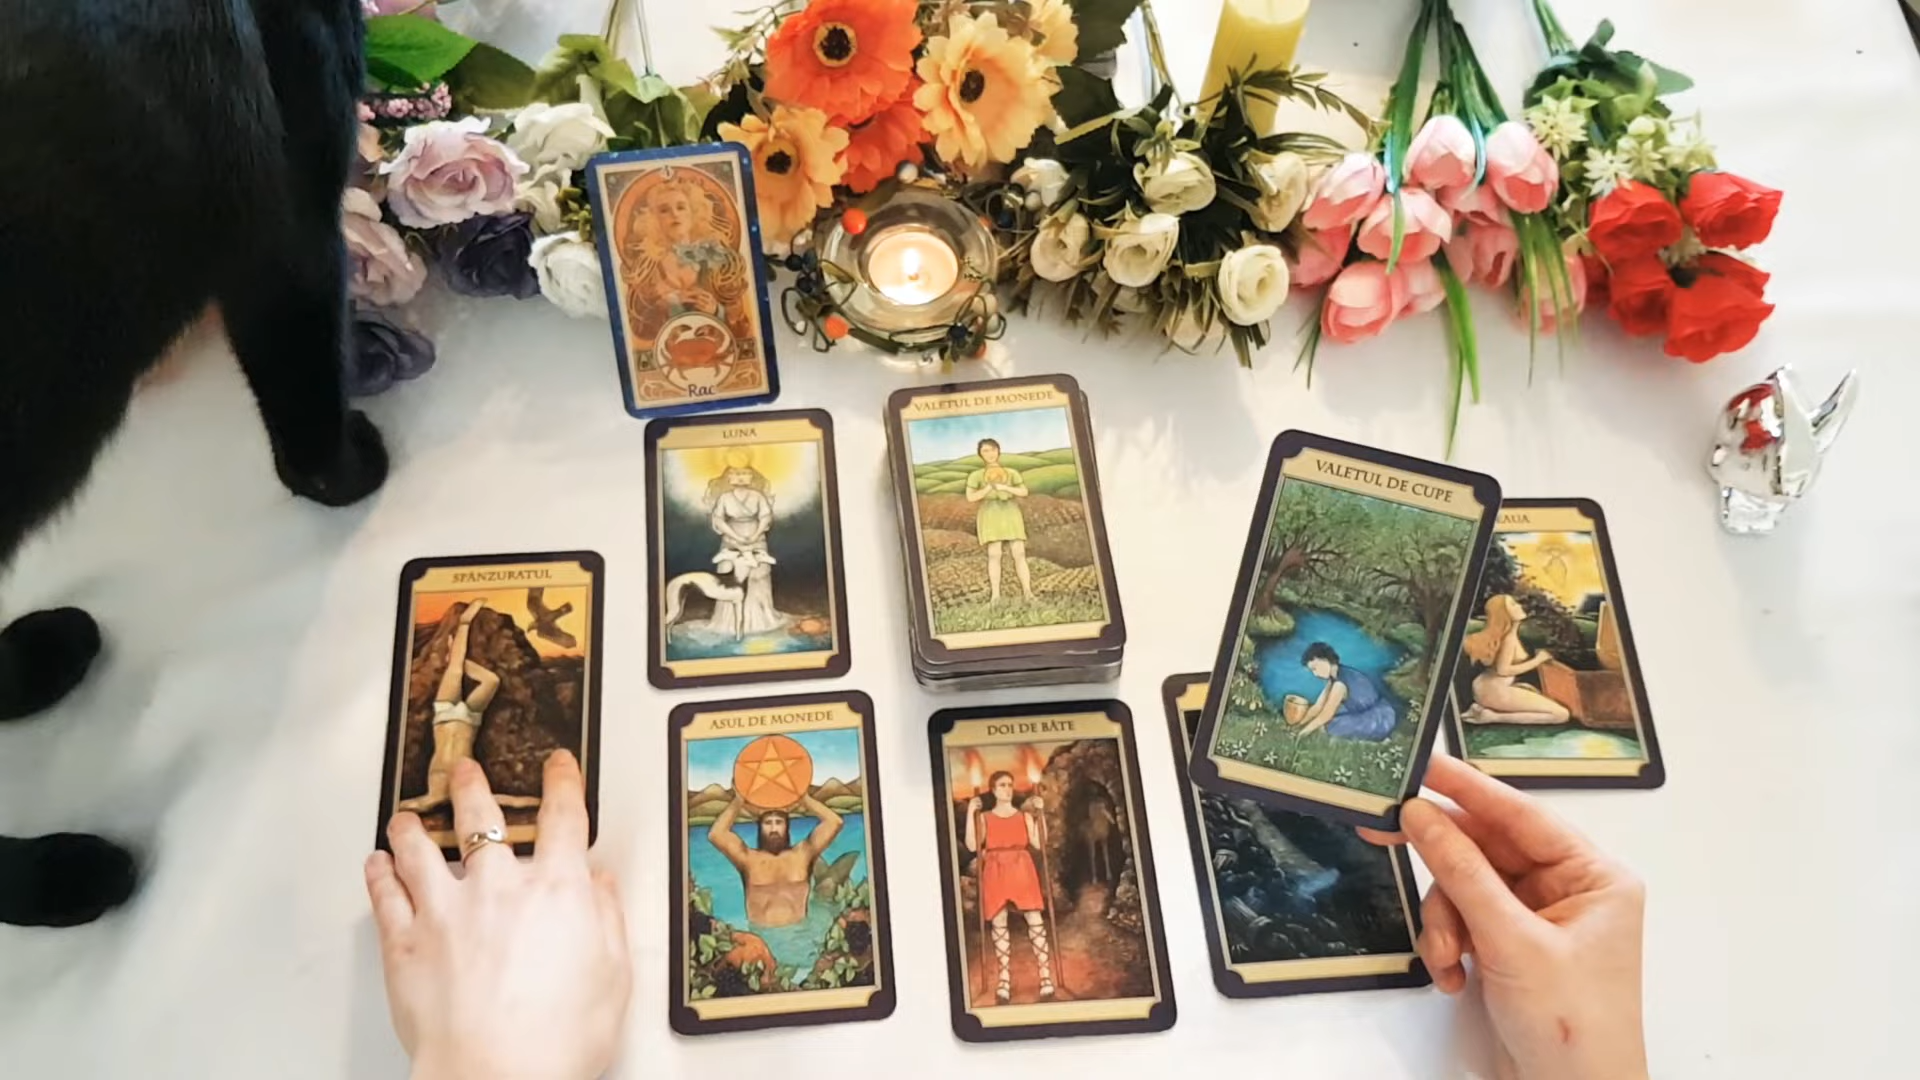 Rac
LUNA
VALETUL DE MONEDE
VALETUL DE CUPE
SPÂNZURATUL
ASUL DE MONEDE
DOI DE BÂTE